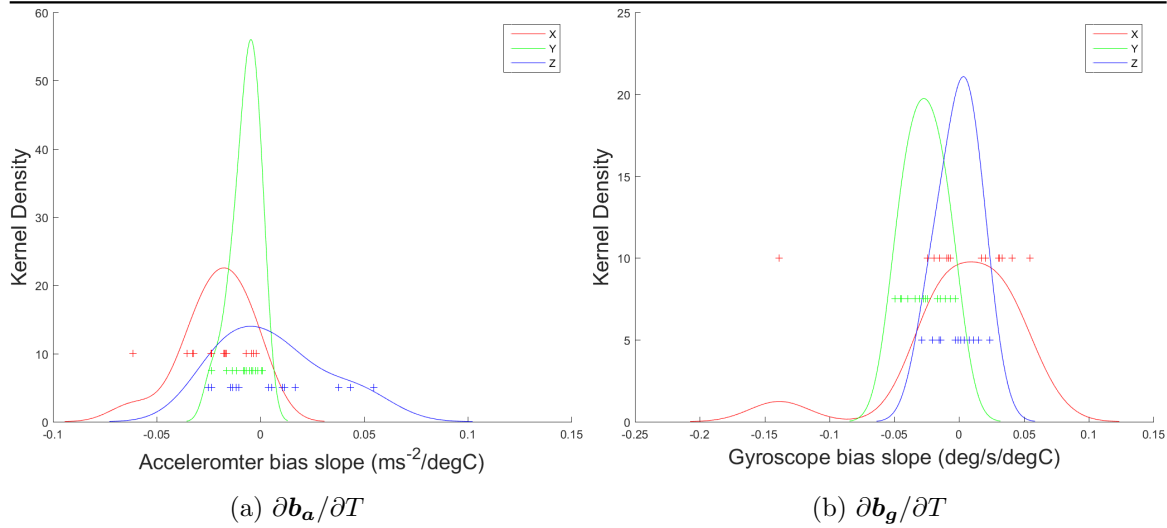 60
50
40
30
20
10
0
-0.1
-0.05
0
0.05
0.1
0.15
Kernel Density
Acceleromter bias slope (ms⁻²/degC)
X
Y
Z
(a) ∂𝒃ₐ/∂T
25
20
15
10
5
0
-0.25
-0.2
-0.15
-0.1
-0.05
0
0.05
0.1
0.15
Kernel Density
Gyroscope bias slope (deg/s/degC)
X
Y
Z
(b) ∂𝒃g/∂T